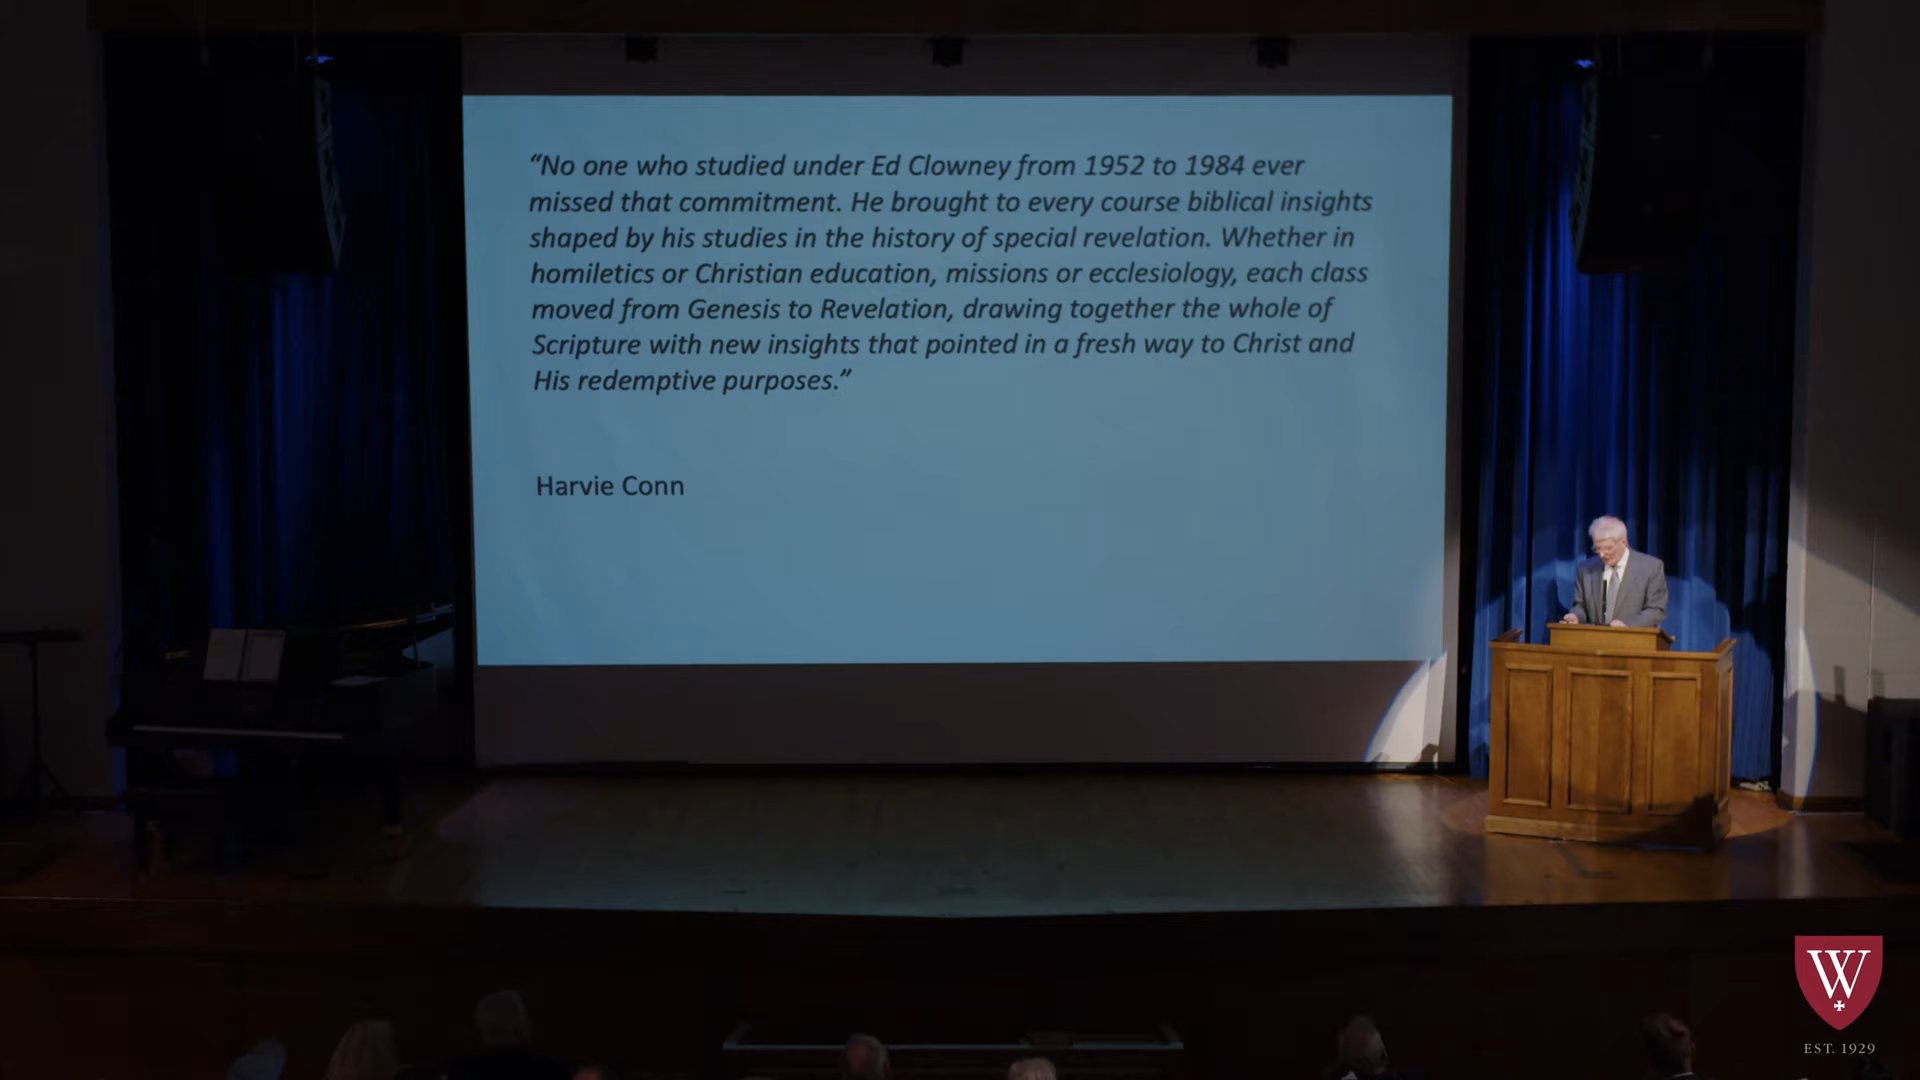 “No one who studied under Ed Clowney from 1952 to 1984 ever
missed that commitment. He brought to every course biblical insights
shaped by his studies in the history of special revelation. Whether in
homiletics or Christian education, missions or ecclesiology, each class
moved from Genesis to Revelation, drawing together the whole of
Scripture with new insights that pointed in a fresh way to Christ and
His redemptive purposes.”
Harvie Conn
W
EST. 1929